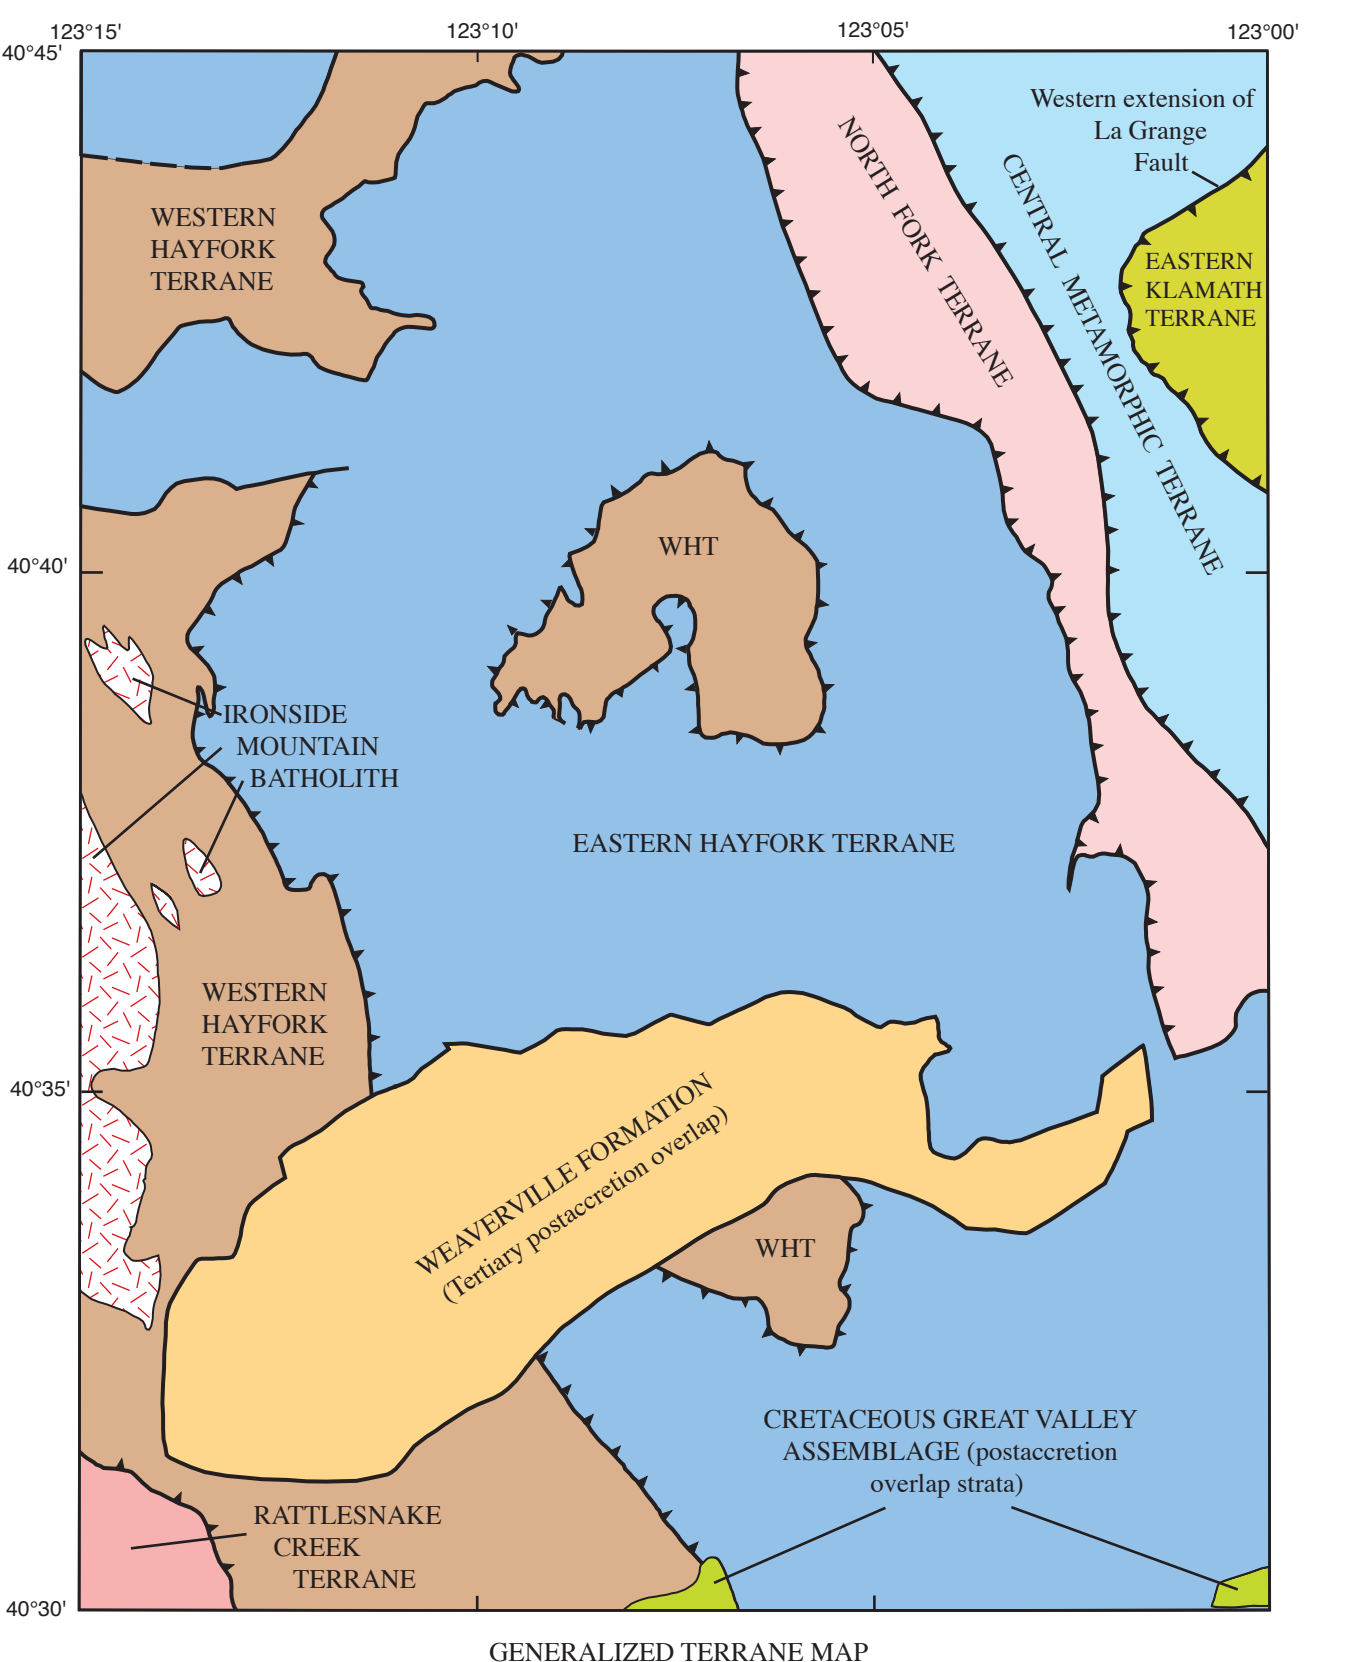 123°15'
123°10'
123°05'
123°00'
40°45'
Western extension of
La Grange
Fault
NORTH FORK TERRANE
CENTRAL METAMORPHIC TERRANE
WESTERN
HAYFORK
TERRANE
EASTERN
KLAMATH
TERRANE
WHT
40°40'
IRONSIDE
MOUNTAIN
BATHOLITH
EASTERN HAYFORK TERRANE
WESTERN
HAYFORK
TERRANE
40°35'
WEAVERVILLE FORMATION
(Tertiary postaccretion overlap)
WHT
CRETACEOUS GREAT VALLEY
ASSEMBLAGE (postaccretion
overlap strata)
RATTLESNAKE
CREEK
TERRANE
40°30'
GENERALIZED TERRANE MAP